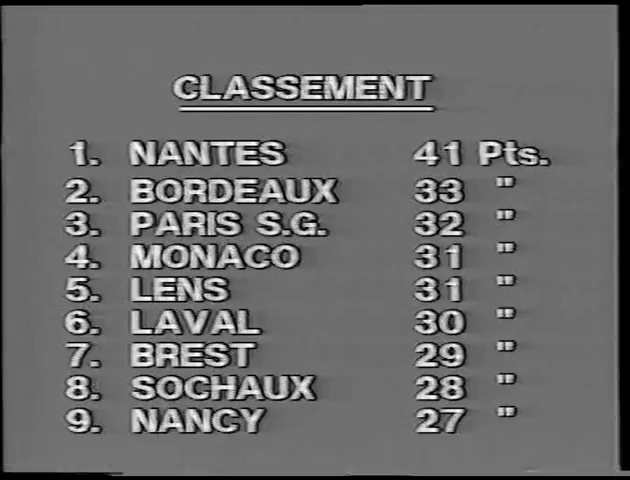 CLASSEMENT
1. NANTES 41 Pts.
2. BORDEAUX 33 "
3. PARIS S.G. 32 "
4. MONACO 31 "
5. LENS 31 "
6. LAVAL 30 "
7. BREST 29 "
8. SOCHAUX 28 "
9. NANCY 27 "